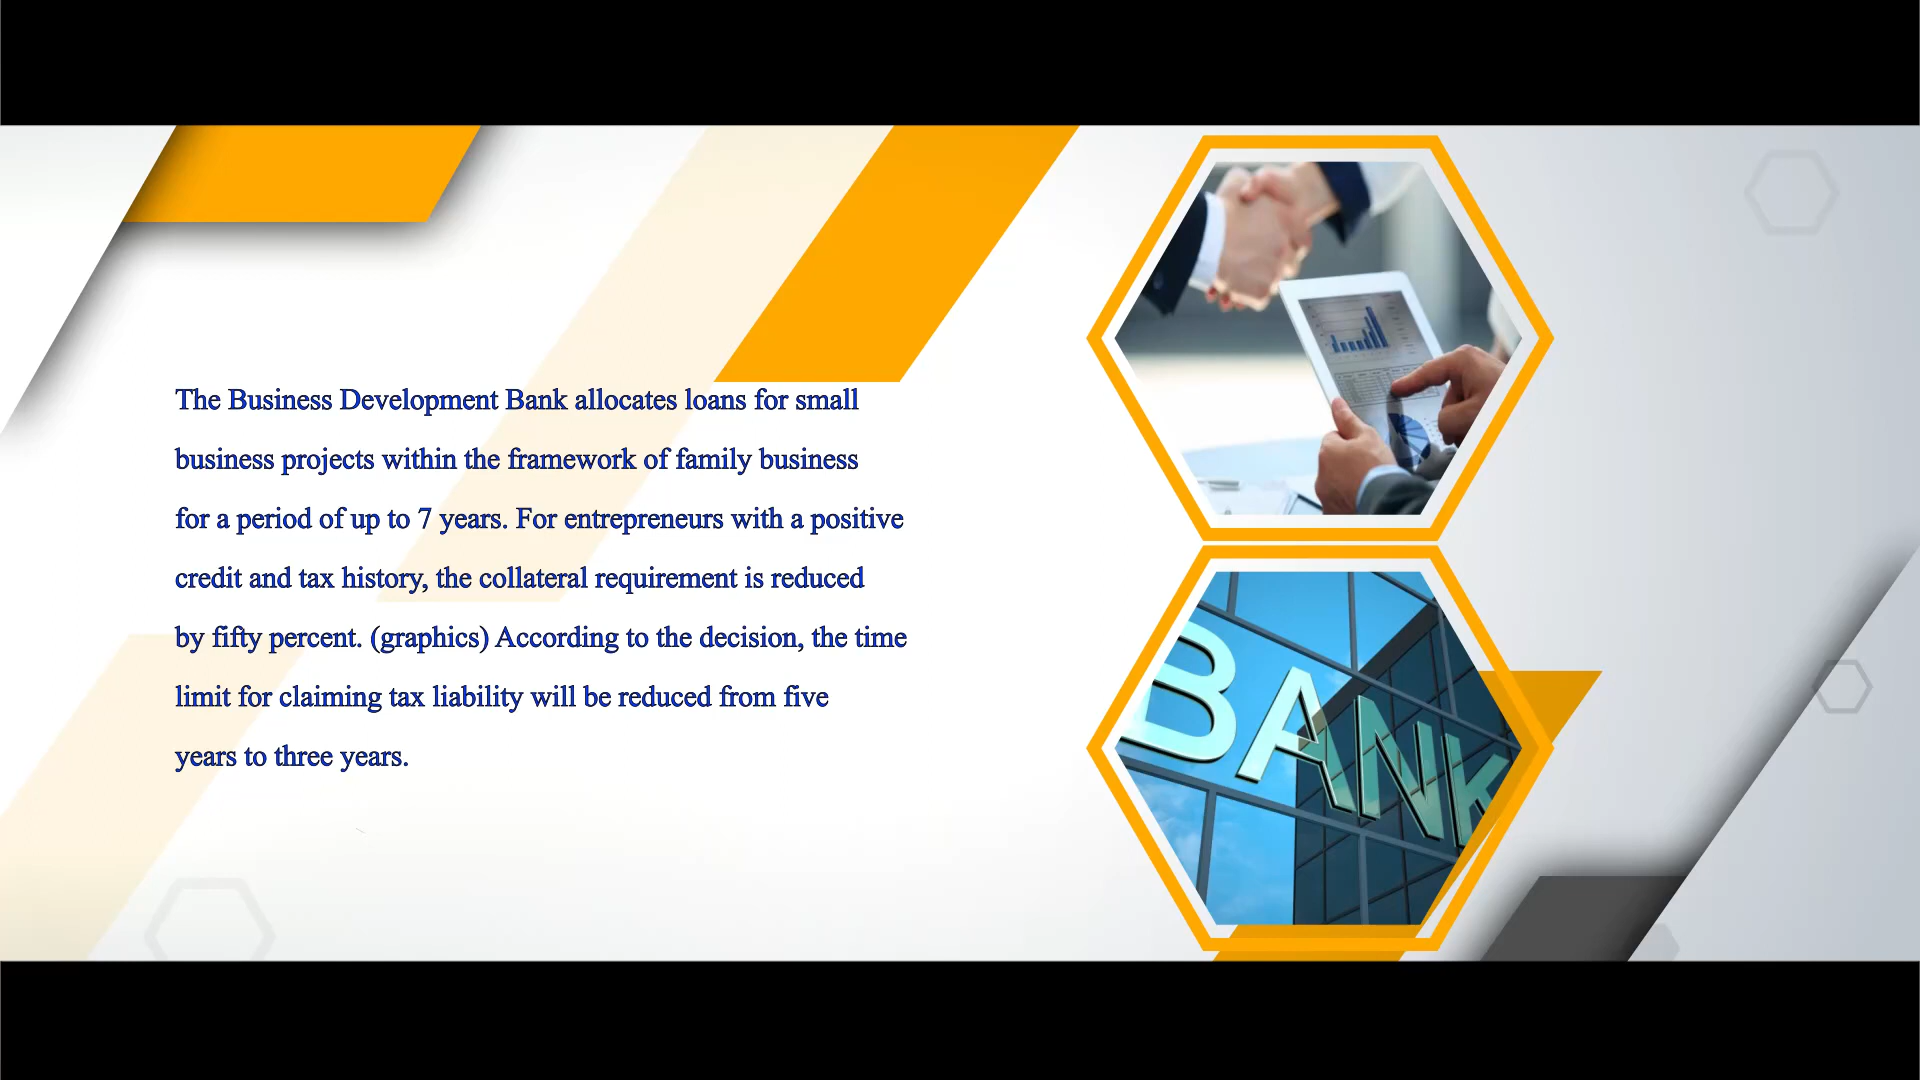 The Business Development Bank allocates loans for small
business projects within the framework of family business
for a period of up to 7 years. For entrepreneurs with a positive
credit and tax history, the collateral requirement is reduced
by fifty percent. (graphics) According to the decision, the time
limit for claiming tax liability will be reduced from five
years to three years.
BANK